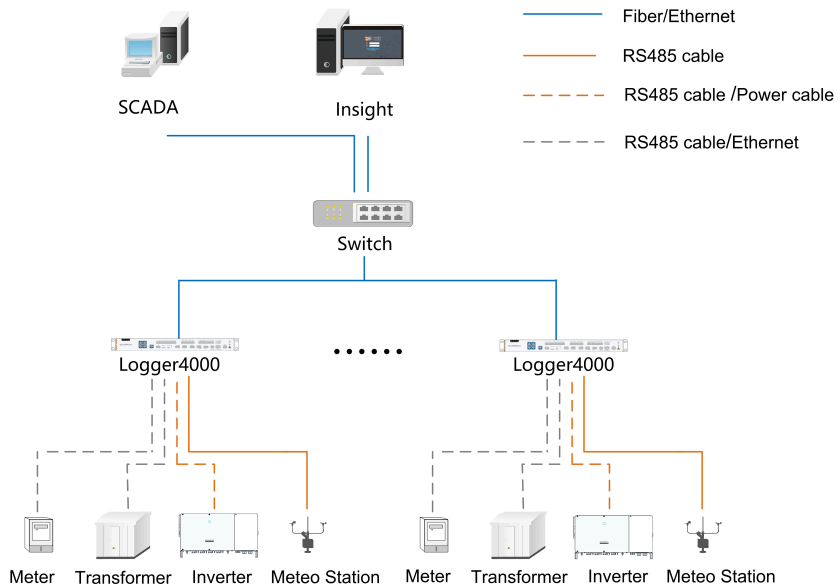 Fiber/Ethernet
RS485 cable
RS485 cable /Power cable
RS485 cable/Ethernet
SCADA
Insight
Switch
Logger4000
Logger4000
Meter
Transformer
Inverter
Meteo Station
Meter
Transformer
Inverter
Meteo Station